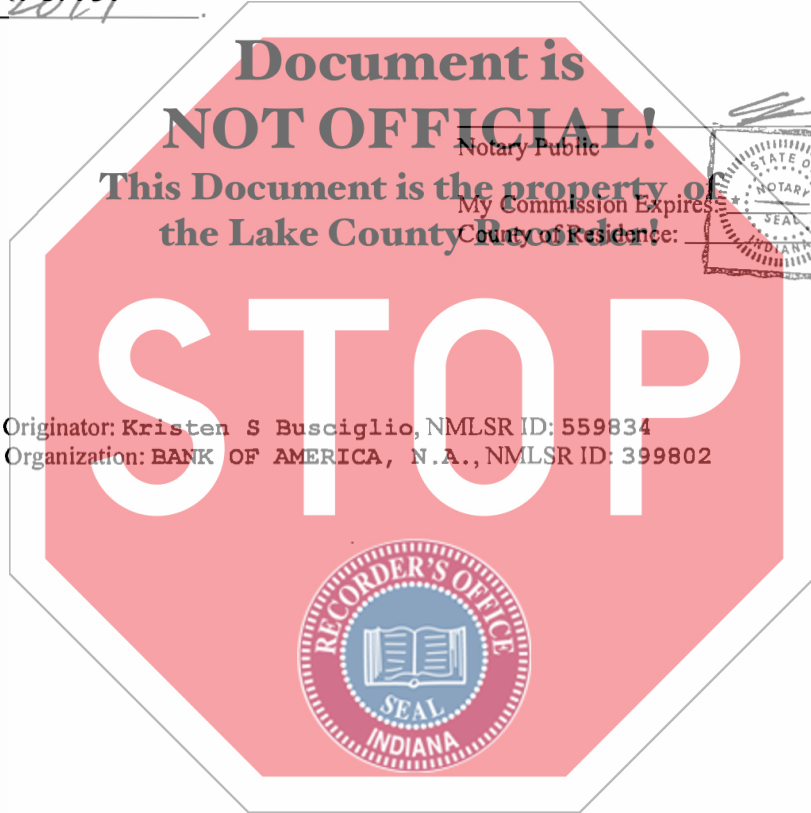 Document is
NOT OFFICIAL!
Notary Public
This Document is the property of
My Commission Expires:
the Lake County Recorder!
County of Residence:
STATE OF
NOTARY
SEAL
INDIANA
STOP
Originator: Kristen S Busciglio, NMLSR ID: 559834
Organization: BANK OF AMERICA, N.A., NMLSR ID: 399802
RECORDER'S OFFICE
SEAL
INDIANA